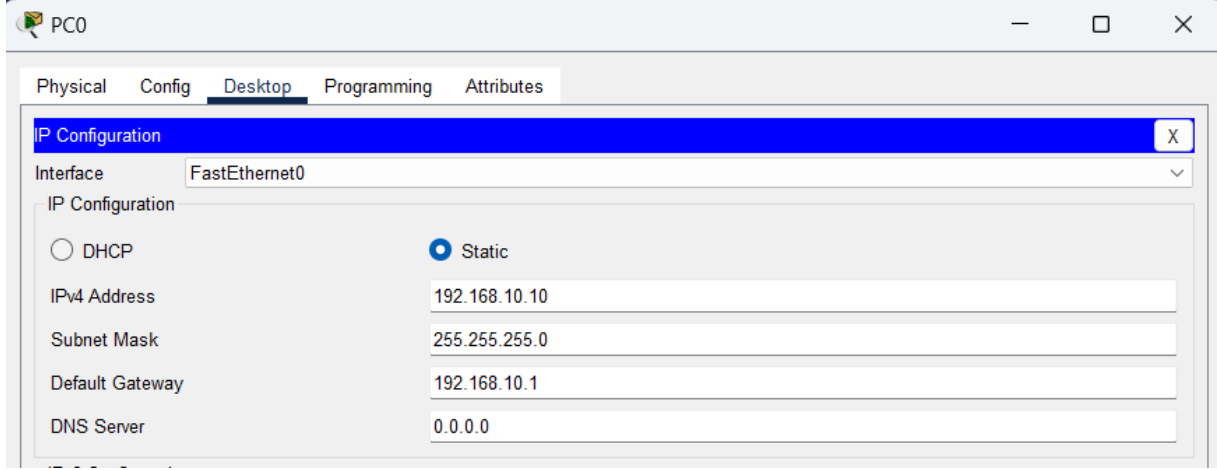 PC0
Physical Config Desktop Programming Attributes
IP Configuration X
Interface FastEthernet0
IP Configuration
DHCP Static
IPv4 Address 192.168.10.10
Subnet Mask 255.255.255.0
Default Gateway 192.168.10.1
DNS Server 0.0.0.0